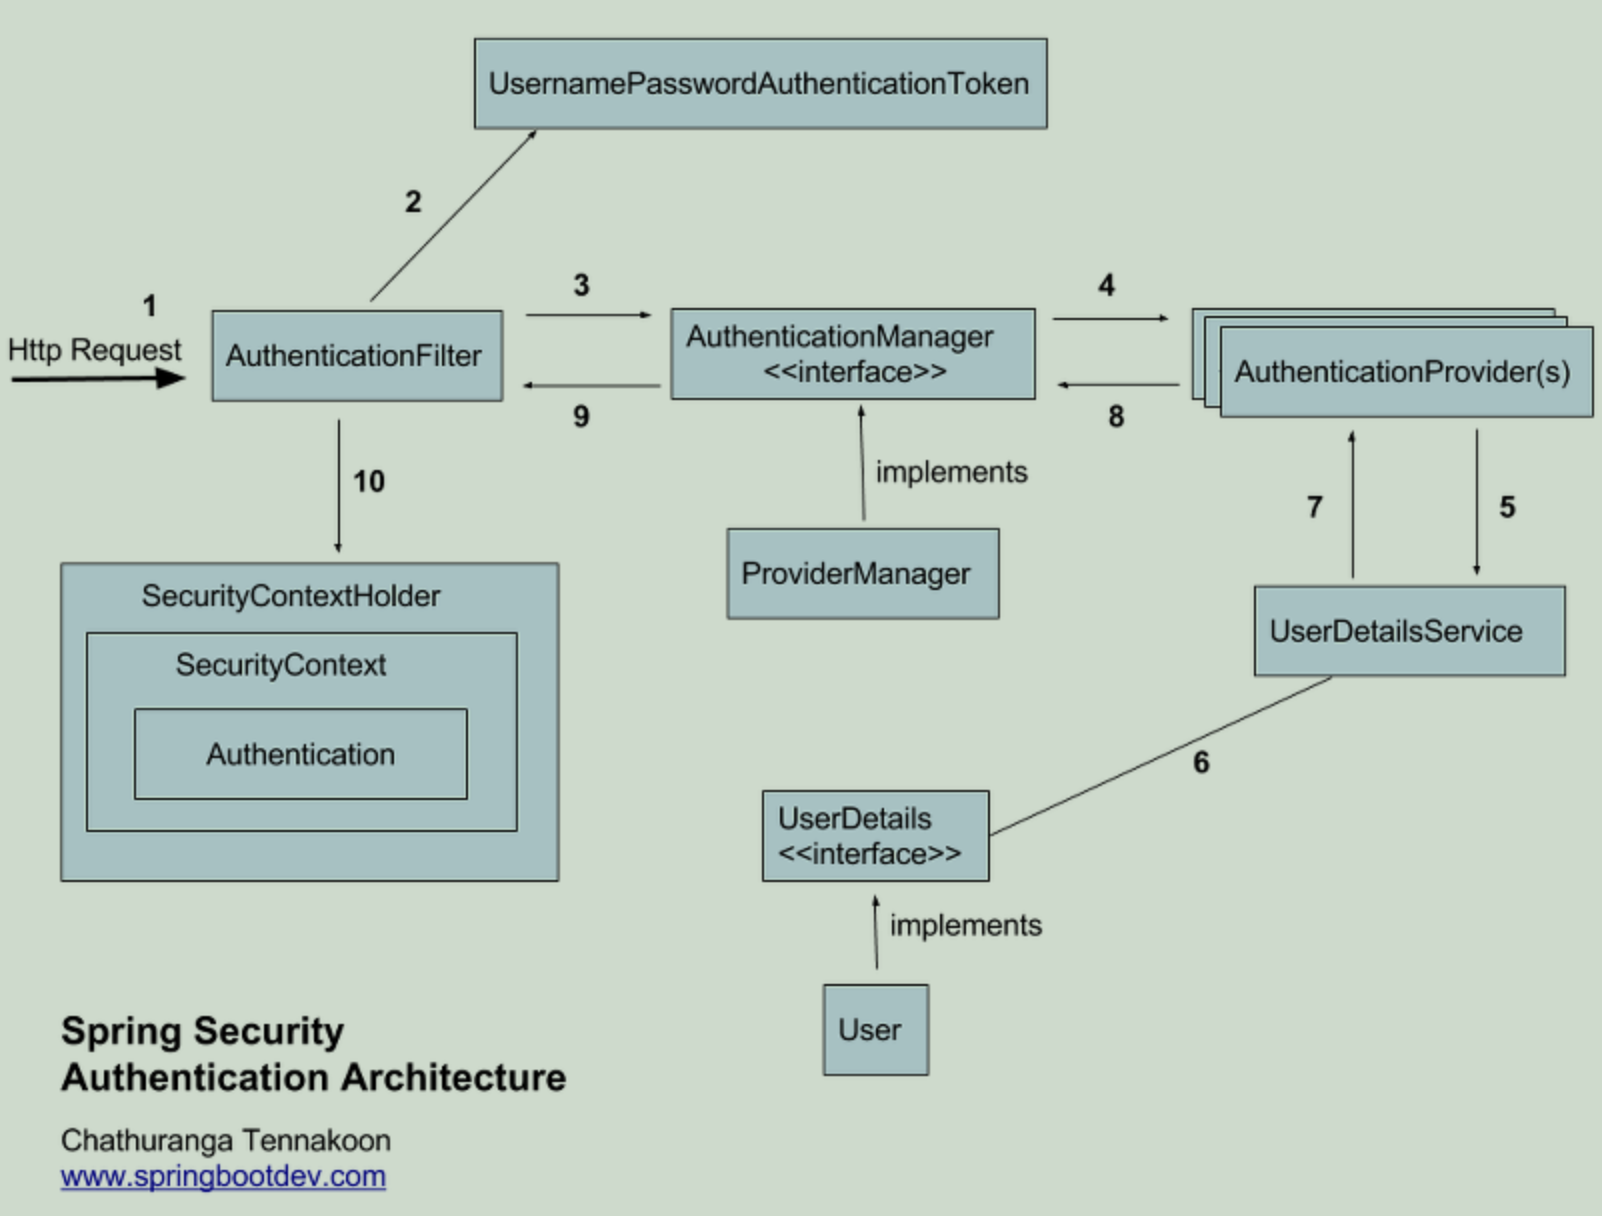 UsernamePasswordAuthenticationToken
2
1
3
4
Http Request
AuthenticationFilter
AuthenticationManager
<<interface>>
AuthenticationProvider(s)
9
8
10
implements
7
5
ProviderManager
SecurityContextHolder
UserDetailsService
SecurityContext
Authentication
6
UserDetails
<<interface>>
implements
User
Spring Security
Authentication Architecture
Chathuranga Tennakoon
www.springbootdev.com